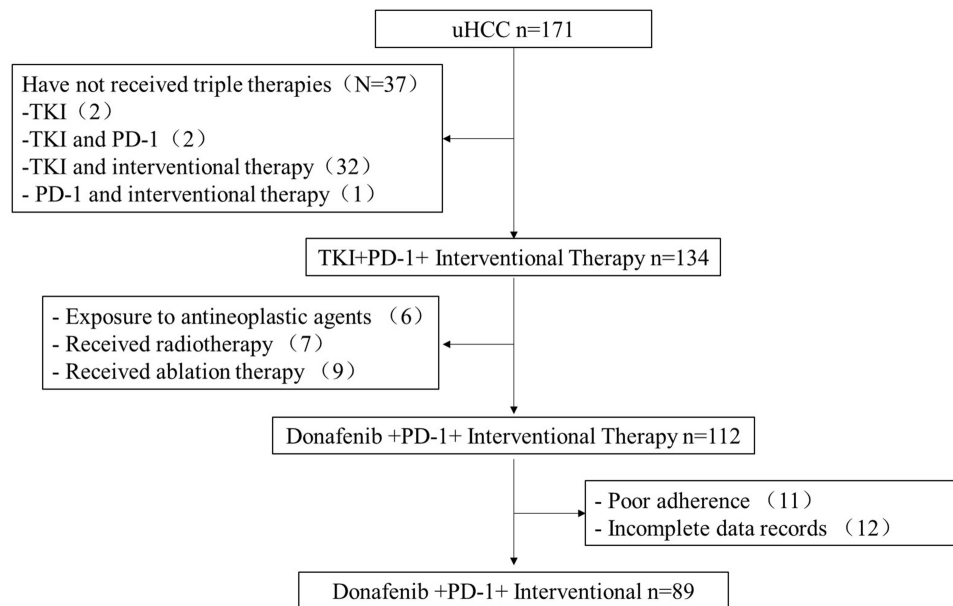 uHCC n=171
Have not received triple therapies（N=37）
-TKI（2）
-TKI and PD-1（2）
-TKI and interventional therapy（32）
- PD-1 and interventional therapy（1）
TKI+PD-1+ Interventional Therapy n=134
- Exposure to antineoplastic agents（6）
- Received radiotherapy（7）
- Received ablation therapy（9）
Donafenib +PD-1+ Interventional Therapy n=112
- Poor adherence （11）
- Incomplete data records（12）
Donafenib +PD-1+ Interventional n=89